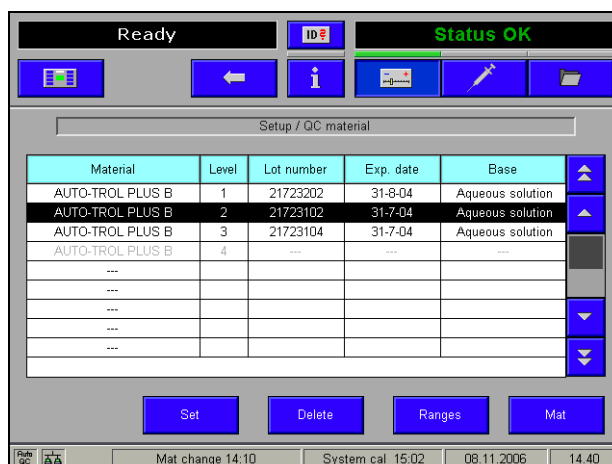 Ready ID Status OK
i
Setup / QC material
Material Level Lot number Exp. date Base
AUTO-TROL PLUS B 1 21723202 31-8-04 Aqueous solution
AUTO-TROL PLUS B 2 21723102 31-7-04 Aqueous solution
AUTO-TROL PLUS B 3 21723104 31-7-04 Aqueous solution
AUTO-TROL PLUS B 4 --- --- ---
---
---
---
---
---
Set Delete Ranges Mat
Auto QC Mat change 14:10 System cal 15:02 08.11.2006 14.40